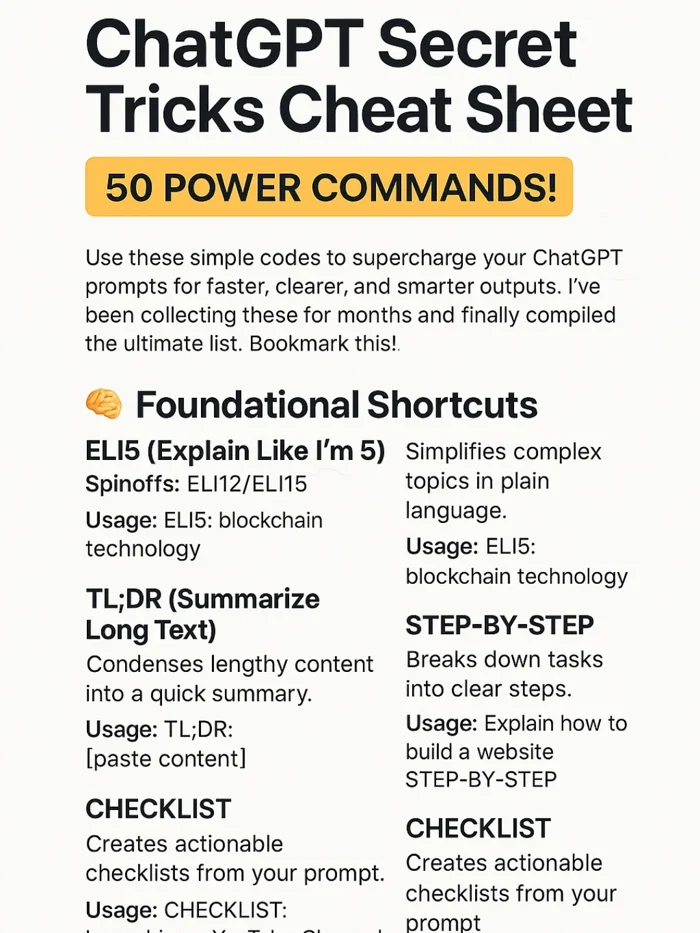 ChatGPT Secret
Tricks Cheat Sheet
50 POWER COMMANDS!
Use these simple codes to supercharge your ChatGPT
prompts for faster, clearer, and smarter outputs. I’ve
been collecting these for months and finally compiled
the ultimate list. Bookmark this!
Foundational Shortcuts
ELI5 (Explain Like I’m 5)
Spinoffs: ELI12/ELI15
Usage: ELI5: blockchain
technology
TL;DR (Summarize
Long Text)
Condenses lengthy content
into a quick summary.
Usage: TL;DR:
[paste content]
CHECKLIST
Creates actionable
checklists from your prompt.
Usage: CHECKLIST:
Simplifies complex
topics in plain
language.
Usage: ELI5:
blockchain technology
STEP-BY-STEP
Breaks down tasks
into clear steps.
Usage: Explain how to
build a website
STEP-BY-STEP
CHECKLIST
Creates actionable
checklists from your
prompt